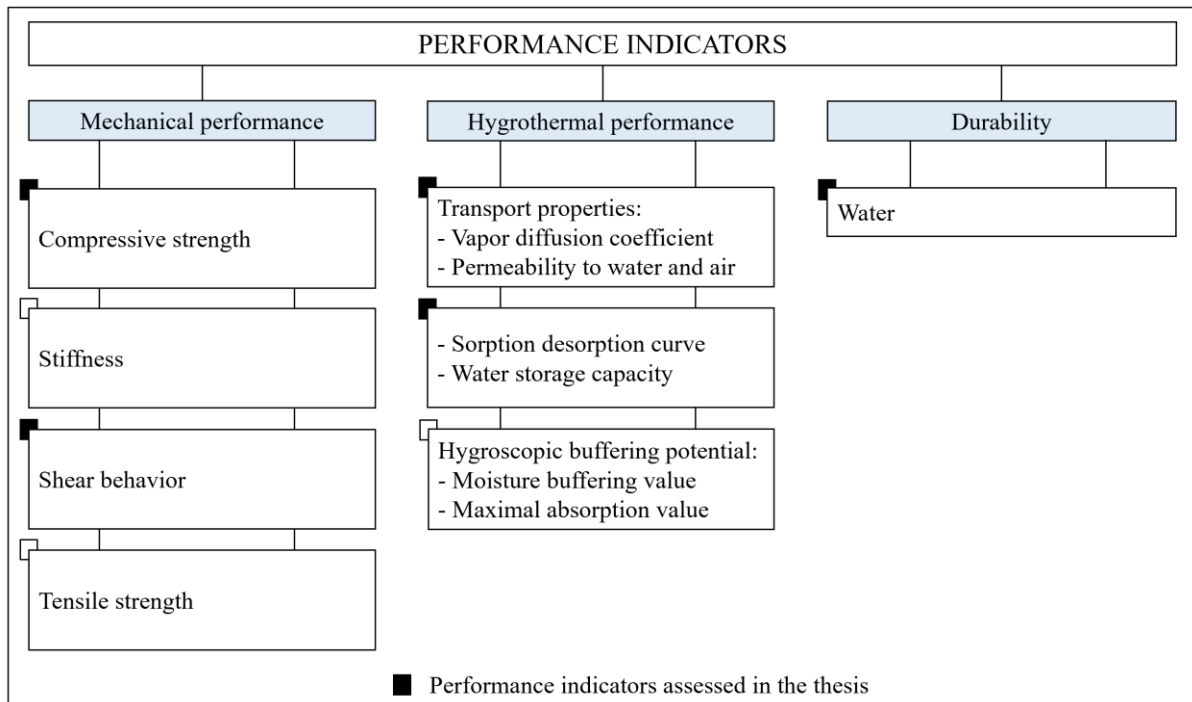 PERFORMANCE INDICATORS
Mechanical performance
Compressive strength
Stiffness
Shear behavior
Tensile strength
Hygrothermal performance
Transport properties:
- Vapor diffusion coefficient
- Permeability to water and air
- Sorption desorption curve
- Water storage capacity
Hygroscopic buffering potential:
- Moisture buffering value
- Maximal absorption value
Durability
Water
Performance indicators assessed in the thesis